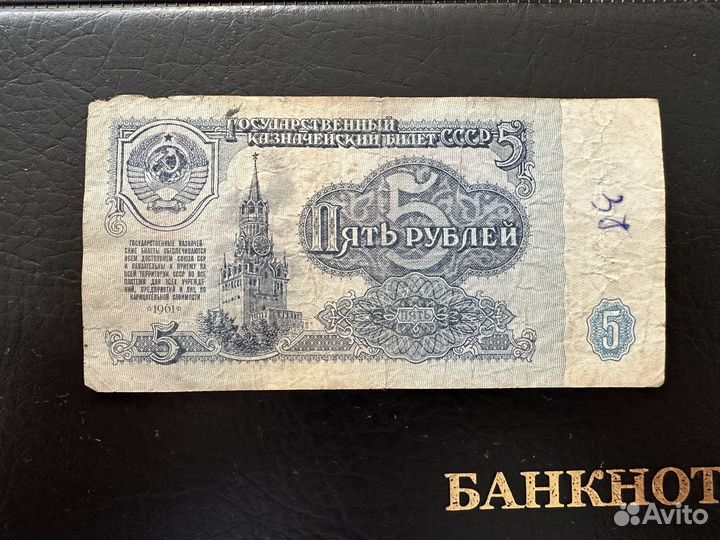 Государственный
казначейский билет СССР 5
5
Пять рублей
ГОСУДАРСТВЕННЫЕ КАЗНАЧЕЙ-
СКИЕ БИЛЕТЫ ОБЕСПЕЧИВАЮТСЯ
ВСЕМ ДОСТОЯНИЕМ СОЮЗА ССР
И ОБЯЗАТЕЛЬНЫ К ПРИЕМУ НА
ВСЕЙ ТЕРРИТОРИИ СССР ВО ВСЕ
ПЛАТЕЖИ ДЛЯ ВСЕХ УЧРЕЖДЕ-
НИЙ, ПРЕДПРИЯТИЙ И ЛИЦ ПО
НАРИЦАТЕЛЬНОЙ СТОИМОСТИ
1961
ПЯТЬ
5
5
БАНКНОТ
Avito